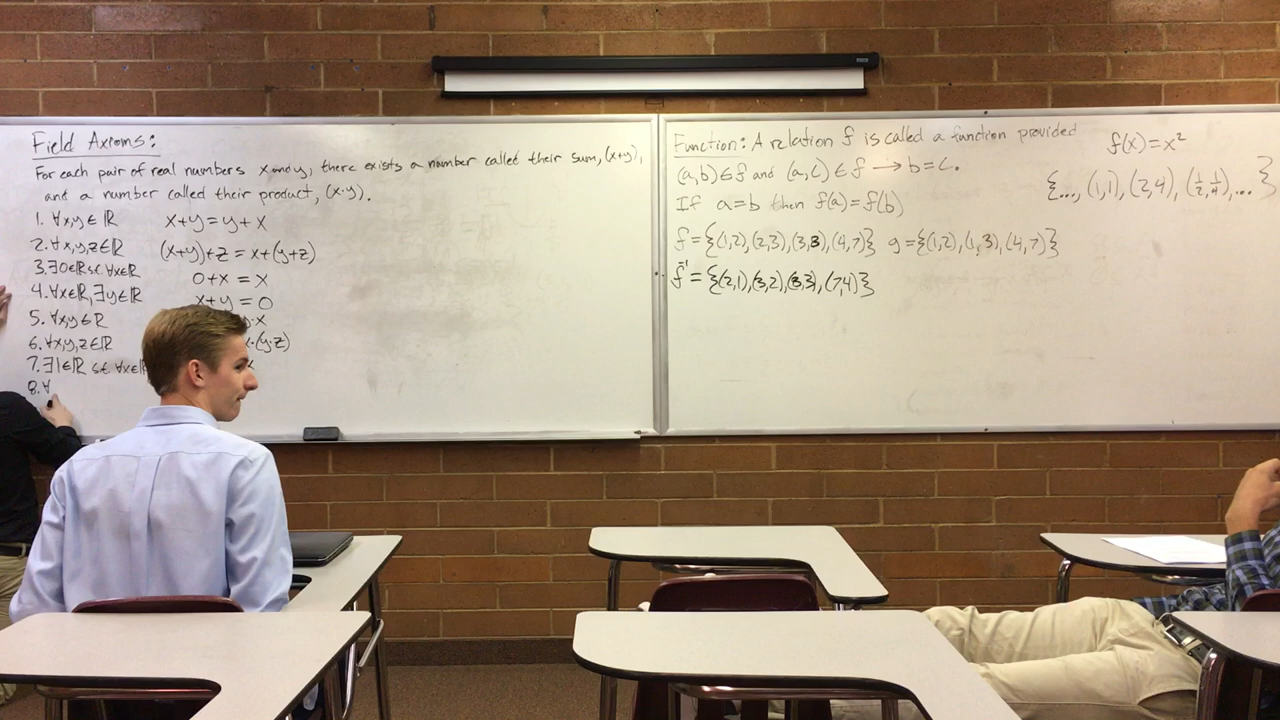 Field Axioms:
For each pair of real numbers x and y, there exists a number called their sum, (x+y),
and a number called their product, (x·y).
1. ∀x,y∈ℝ x+y=y+x
2. ∀x,y,z∈ℝ (x+y)+z=x+(y+z)
3. ∃0∈ℝ s.t. ∀x∈ℝ 0+x=x
4. ∀x∈ℝ, ∃y∈ℝ x+y=0
5. ∀x,y∈ℝ ·x
6. ∀x,y,z∈ℝ ·(y·z)
7. ∃1∈ℝ s.t. ∀x∈ℝ
8. ∀
Function: A relation f is called a function provided
(a,b)∈f and (a,c)∈f → b=c.
If a=b then f(a)=f(b)
f={(1,2),(2,3),(3,3),(4,7)} g={(1,2),(1,3),(4,7)}
f⁻¹={(2,1),(3,2),(3,3),(7,4)}
f(x)=x²
{...,(1,1),(2,4),(1/2,1/4),...}